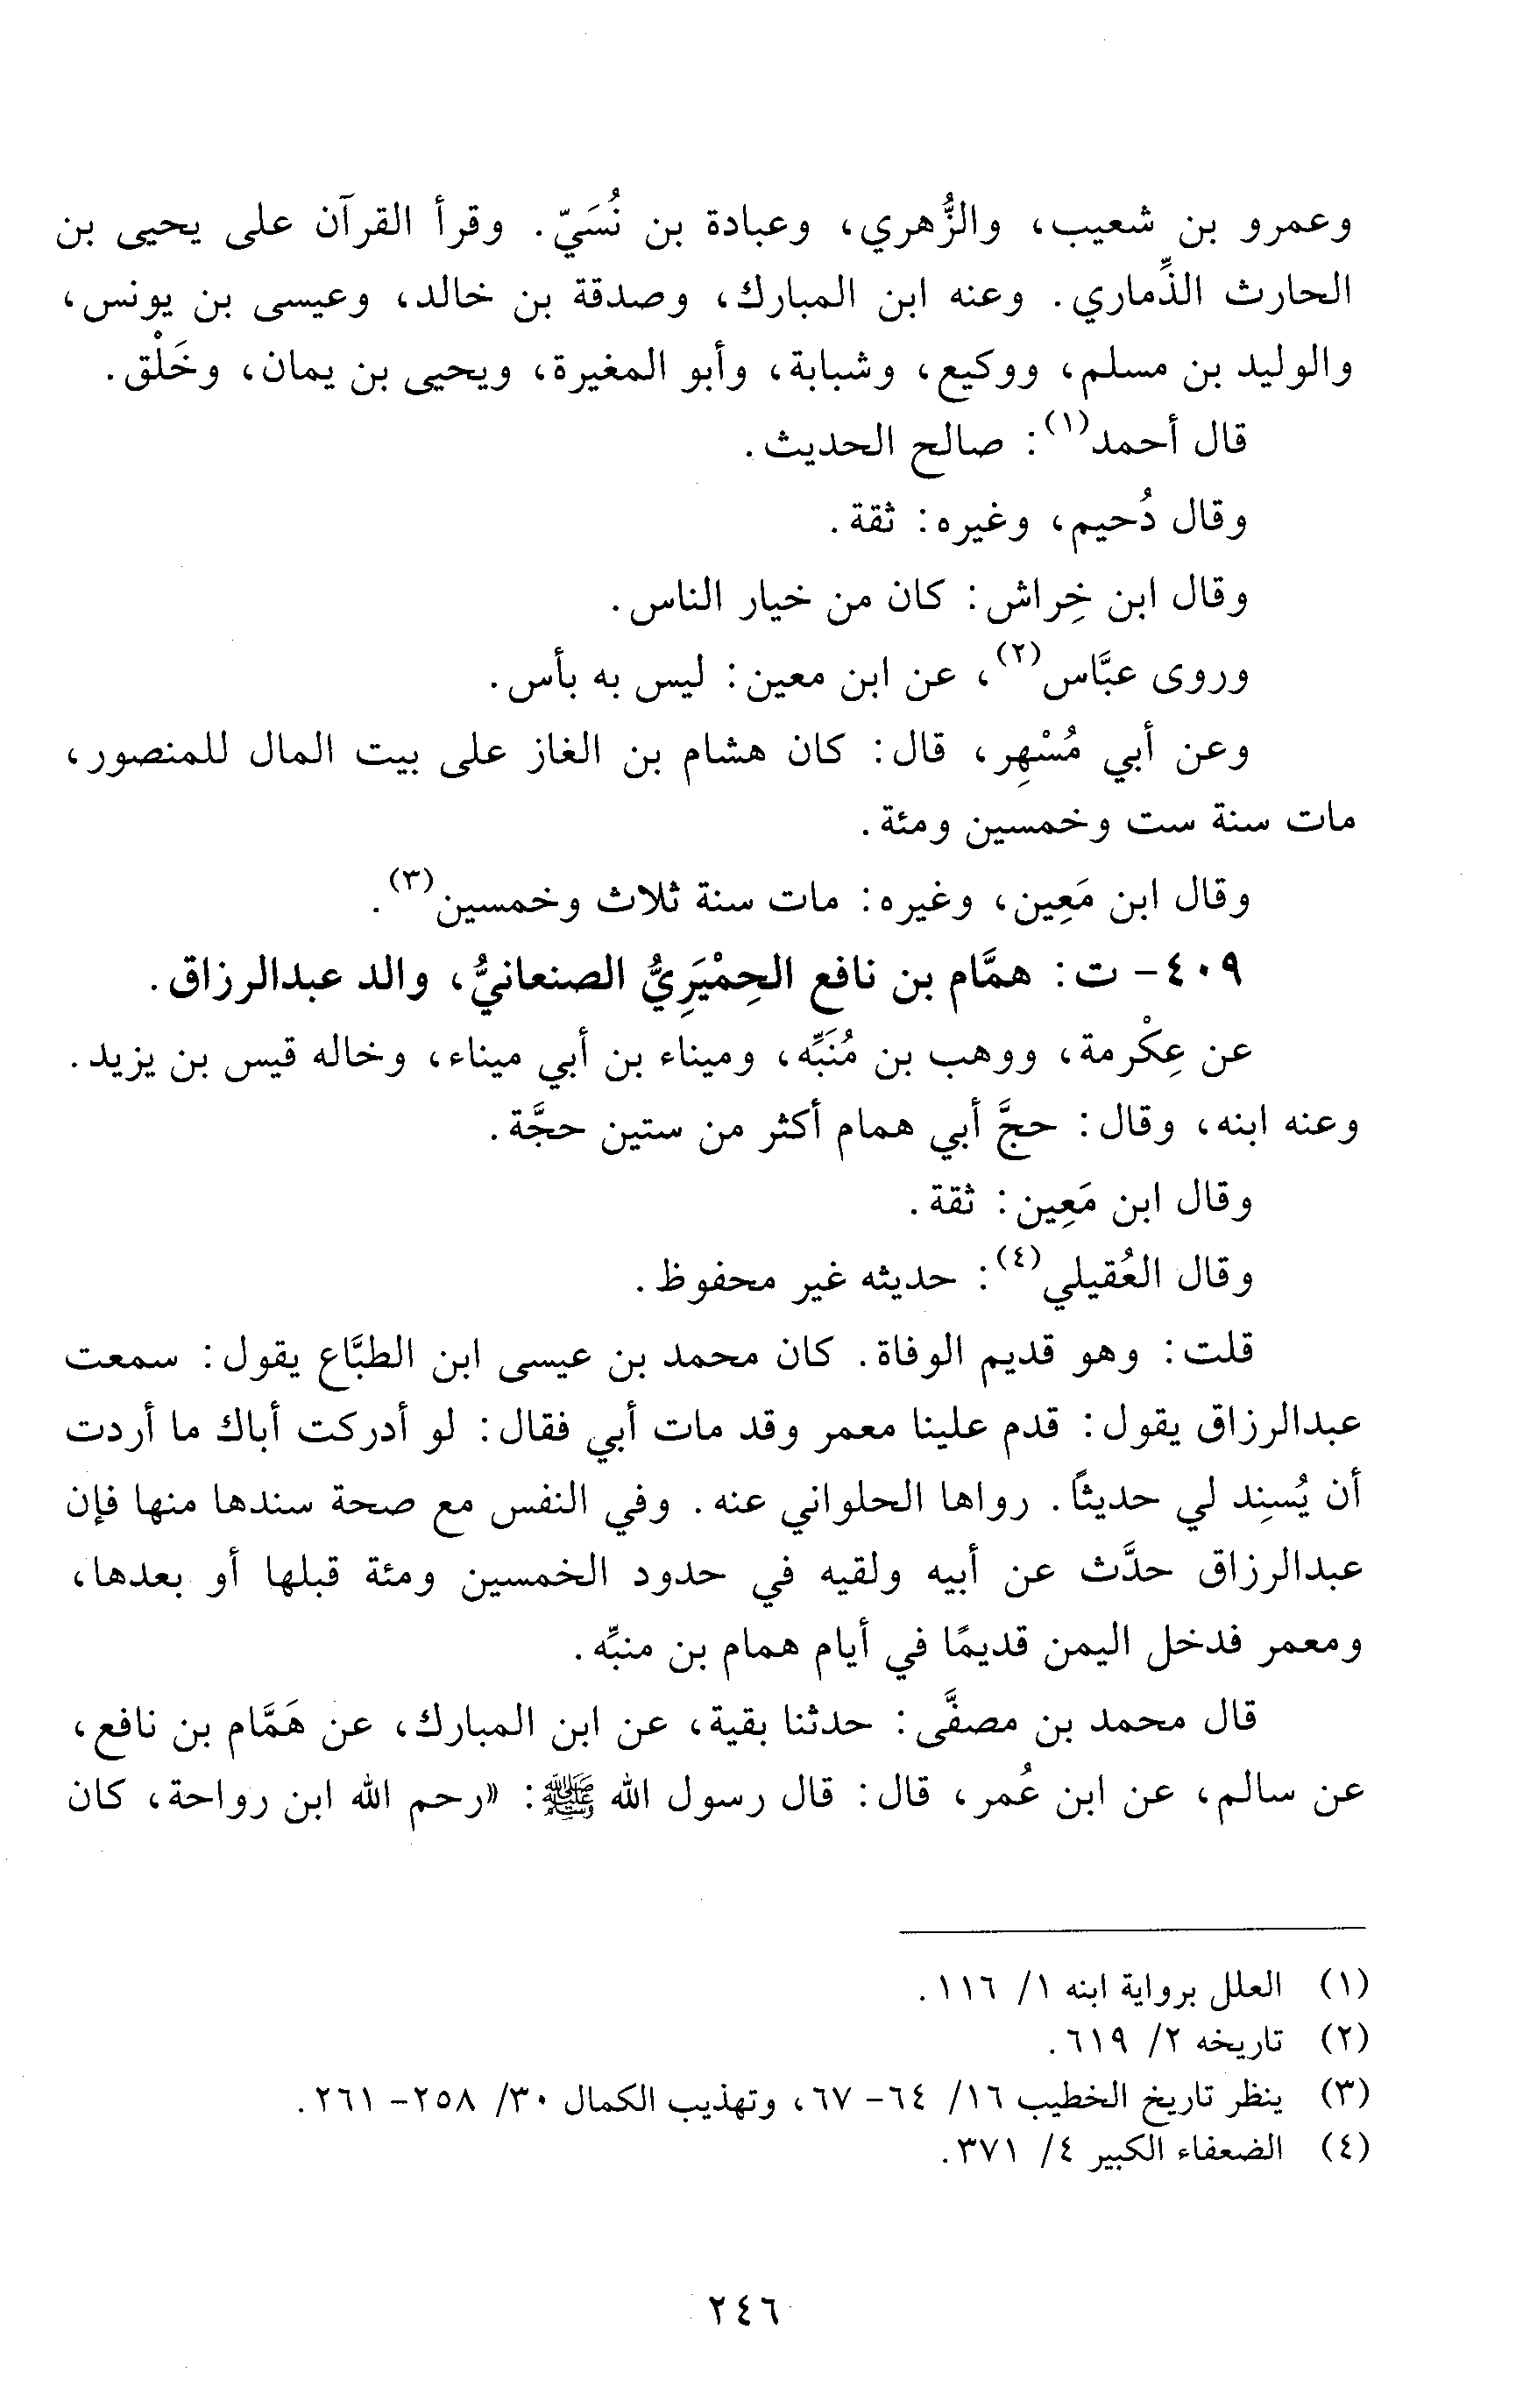 وعمرو بن شعيب، والزُّهري، وعبادة بن نُسَيّ. وقرأ القرآن على يحيى بن
الحارث الذِّماري. وعنه ابن المبارك، وصدقة بن خالد، وعيسى بن يونس،
والوليد بن مسلم، ووكيع، وشبابة، وأبو المغيرة، ويحيى بن يمان، وخَلْق.
قال أحمد(١): صالح الحديث.
وقال دُحيم، وغيره: ثقة.
وقال ابن خِراش: كان من خيار الناس.
وروى عبَّاس(٢)، عن ابن معين: ليس به بأس.
وعن أبي مُسْهِر، قال: كان هشام بن الغاز على بيت المال للمنصور،
مات سنة ست وخمسين ومئة.
وقال ابن مَعِين، وغيره: مات سنة ثلاث وخمسين(٣).
٤٠٩- ت: همَّام بن نافع الحِمْيَرِيُّ الصنعانيُّ، والد عبدالرزاق.
عن عِكْرمة، ووهب بن مُنَبِّه، وميناء بن أبي ميناء، وخاله قيس بن يزيد.
وعنه ابنه، وقال: حجَّ أبي همام أكثر من ستين حجَّة.
وقال ابن مَعِين: ثقة.
وقال العُقيلي(٤): حديثه غير محفوظ.
قلت: وهو قديم الوفاة. كان محمد بن عيسى ابن الطبَّاع يقول: سمعت
عبدالرزاق يقول: قدم علينا معمر وقد مات أبي فقال: لو أدركت أباك ما أردت
أن يُسنِد لي حديثًا. رواها الحلواني عنه. وفي النفس مع صحة سندها منها فإن
عبدالرزاق حدَّث عن أبيه ولقيه في حدود الخمسين ومئة قبلها أو بعدها،
ومعمر فدخل اليمن قديمًا في أيام همام بن منبِّه.
قال محمد بن مصفَّى: حدثنا بقية، عن ابن المبارك، عن هَمَّام بن نافع،
عن سالم، عن ابن عُمر، قال: قال رسول الله ﷺ: «رحم الله ابن رواحة، كان
(١) العلل برواية ابنه ١/ ١١٦.
(٢) تاريخه ٢/ ٦١٩.
(٣) ينظر تاريخ الخطيب ١٦/ ٦٤- ٦٧، وتهذيب الكمال ٣٠/ ٢٥٨- ٢٦١.
(٤) الضعفاء الكبير ٤/ ٣٧١.
٢٤٦